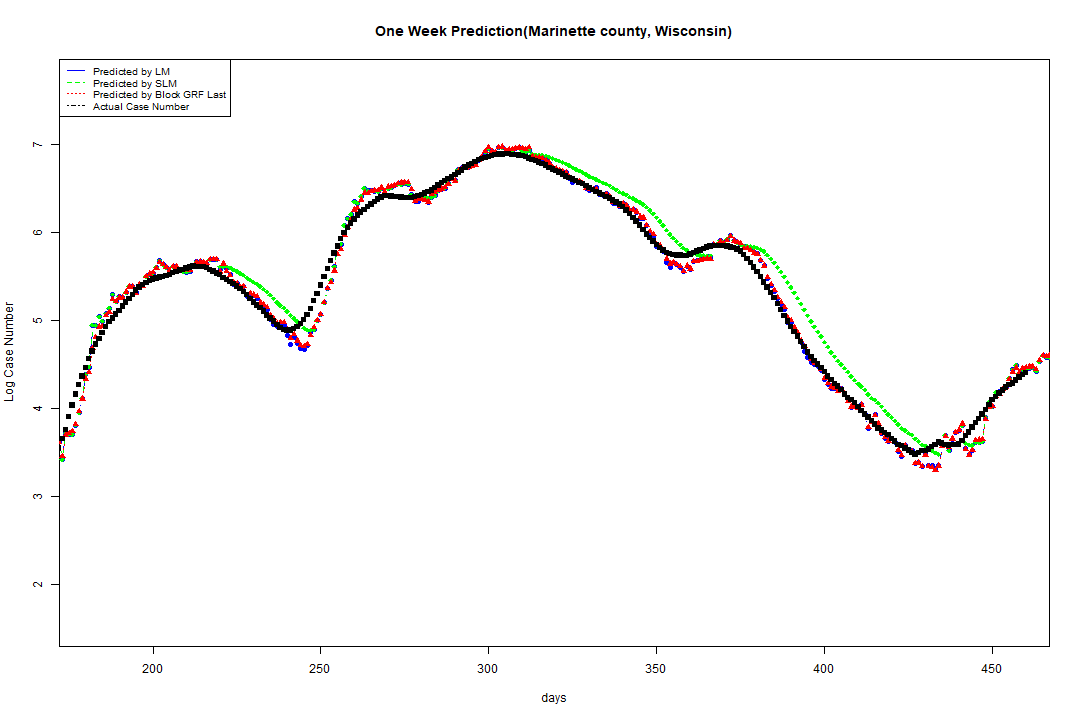 One Week Prediction(Marinette county, Wisconsin)
Predicted by LM
Predicted by SLM
Predicted by Block GRF Last
Actual Case Number
Log Case Number
7
6
5
4
3
2
200 250 300 350 400 450
days